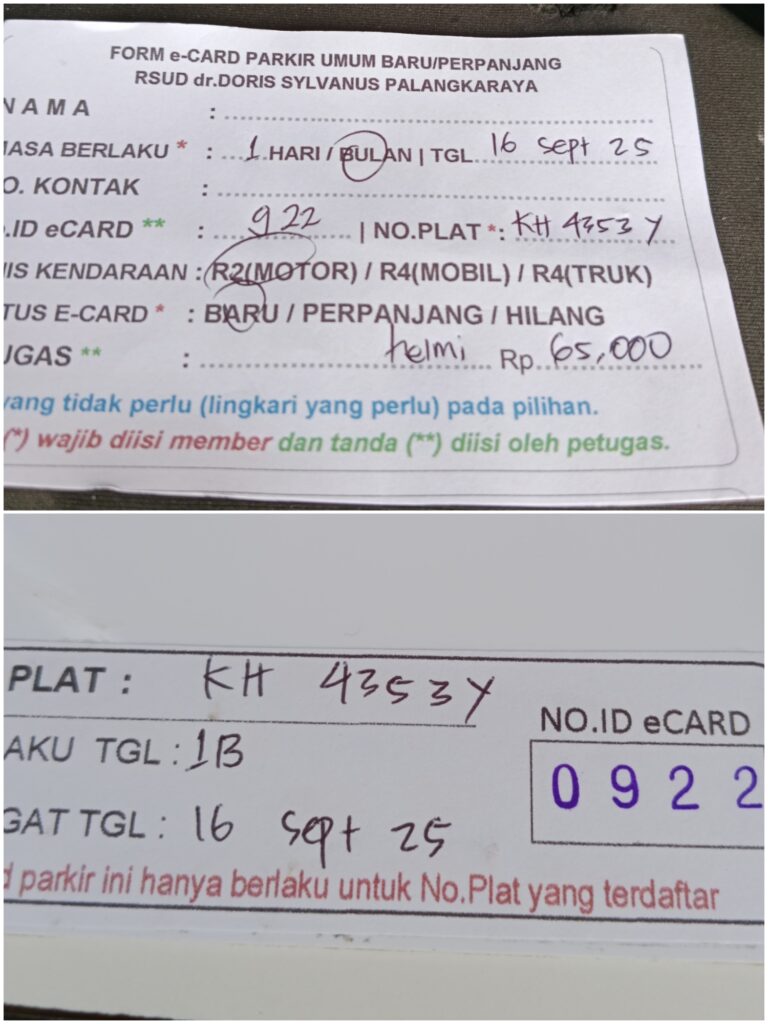 FORM e-CARD PARKIR UMUM BARU/PERPANJANG
RSUD dr.DORIS SYLVANUS PALANGKARAYA
NAMA :
MASA BERLAKU * : 1 HARI / BULAN | TGL 16 sept 25
O. KONTAK :
.ID eCARD ** : 922 | NO.PLAT *: KH 4353 Y
NIS KENDARAAN : R2(MOTOR) / R4(MOBIL) / R4(TRUK)
TUS E-CARD * : BARU / PERPANJANG / HILANG
UGAS ** : helmi Rp 65,000
yang tidak perlu (lingkari yang perlu) pada pilihan.
(*) wajib diisi member dan tanda (**) diisi oleh petugas.
PLAT : KH 4353 Y
AKU TGL : 1B
GAT TGL : 16 sept 25
NO.ID eCARD
0922
d parkir ini hanya berlaku untuk No.Plat yang terdaftar